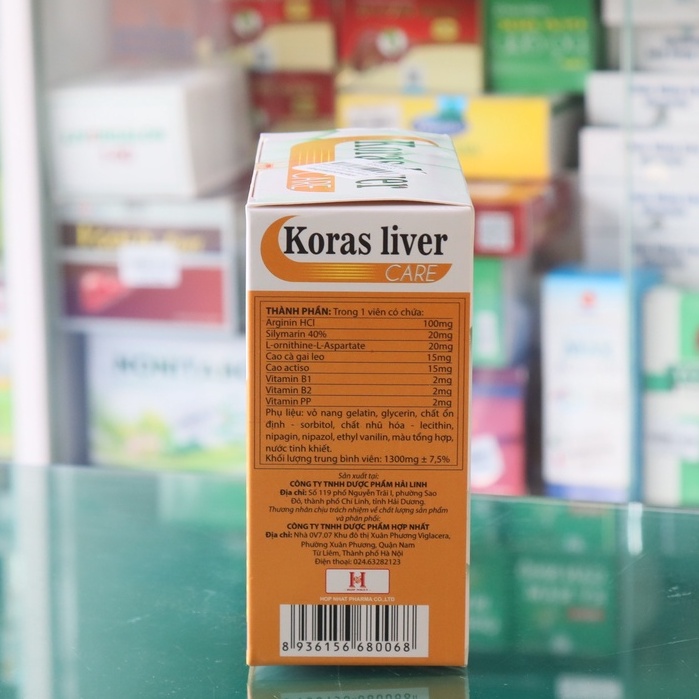 Koras liver
CARE
THÀNH PHẦN: Trong 1 viên có chứa:
Arginin HCl 100mg
Silymarin 40% 20mg
L-ornithine-L-Aspartate 20mg
Cao cà gai leo 15mg
Cao actiso 15mg
Vitamin B1 2mg
Vitamin B2 2mg
Vitamin PP 2mg
Phụ liệu: vỏ nang gelatin, glycerin, chất ổn
định - sorbitol, chất nhũ hóa - lecithin,
nipagin, nipazol, ethyl vanilin, màu tổng hợp,
nước tinh khiết.
Khối lượng trung bình viên: 1300mg ± 7,5%
Sản xuất tại:
CÔNG TY TNHH DƯỢC PHẨM HẢI LINH
Địa chỉ: Số 119 phố Nguyễn Trãi I, phường Sao
Đỏ, thành phố Chí Linh, tỉnh Hải Dương.
Thương nhân chịu trách nhiệm về chất lượng sản phẩm
và phân phối:
CÔNG TY TNHH DƯỢC PHẨM HỢP NHẤT
Địa chỉ: Nhà 0V7.07 Khu đô thị Xuân Phương Viglacera,
Phường Xuân Phương, Quận Nam
Từ Liêm, Thành phố Hà Nội
Điện thoại: 024.63282123
H
HOP NHAT PHARMA CO.,LTD
8 936156 680068